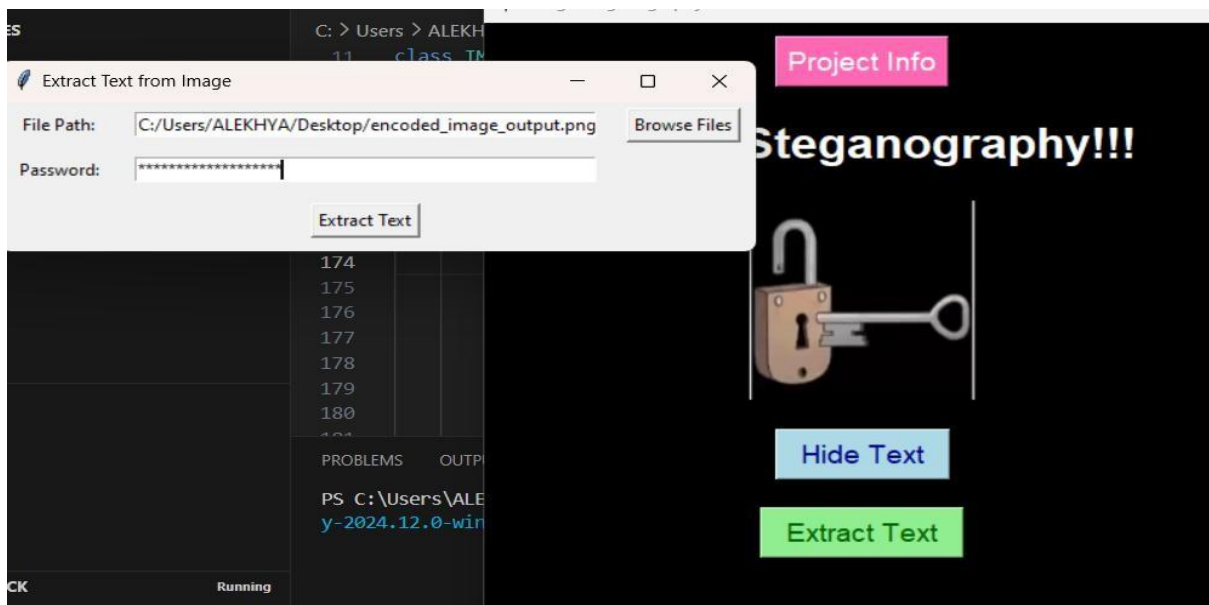 ES
C: > Users > ALEKH
11 class
Extract Text from Image
File Path: C:/Users/ALEKHYA/Desktop/encoded_image_output.png Browse Files
Password: *******************
Extract Text
174
175
176
177
178
179
180
PROBLEMS OUTP
PS C:\Users\ALE
y-2024.12.0-win
CK Running
Project Info
Steganography!!!
Hide Text
Extract Text